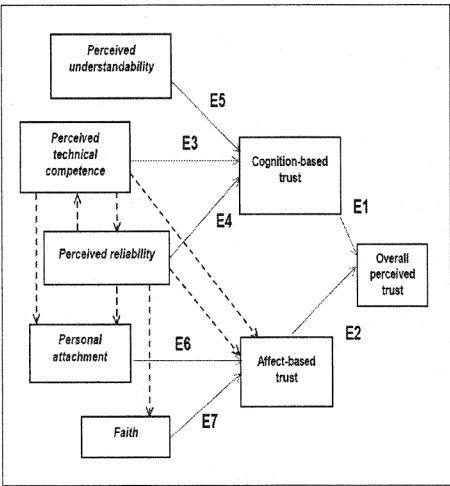 Perceived
understandability
E5
Perceived
technical
competence
E3
Cognition-based
trust
E4
E1
Perceived reliability
Overall
perceived
trust
Personal
attachment
E6
E2
Affect-based
trust
Faith
E7